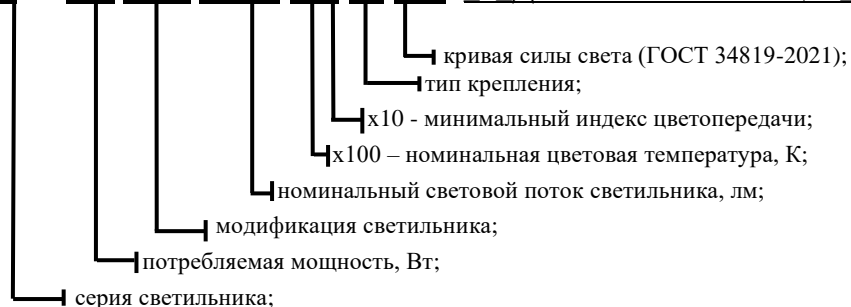 кривая силы света (ГОСТ 34819-2021);
тип крепления;
х10 - минимальный индекс цветопередачи;
х100 – номинальная цветовая температура, К;
номинальный световой поток светильника, лм;
модификация светильника;
потребляемая мощность, Вт;
серия светильника;